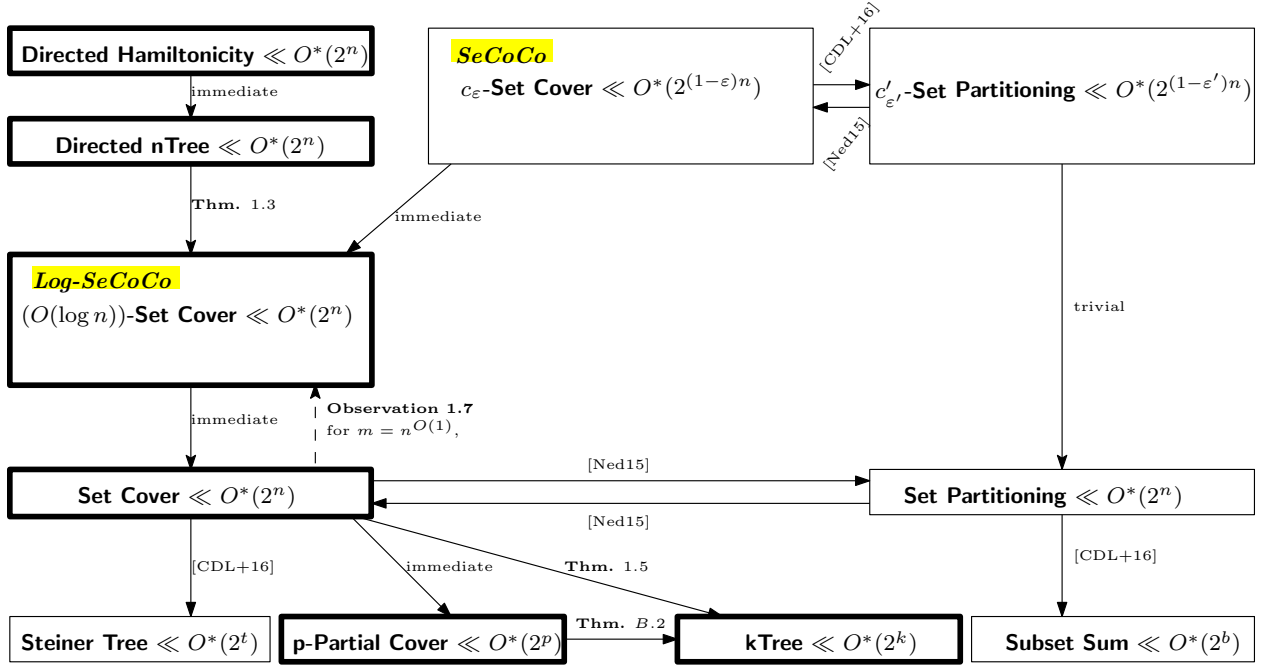 Directed Hamiltonicity ≪ O*(2^n)
immediate
Directed nTree ≪ O*(2^n)
Thm. 1.3
SeCoCo
c_ε-Set Cover ≪ O*(2^{(1−ε)n})
[CDL+16]
[Ned15]
c′_{ε′}-Set Partitioning ≪ O*(2^{(1−ε′)n})
immediate
Log-SeCoCo
(O(log n))-Set Cover ≪ O*(2^n)
trivial
immediate
Observation 1.7
for m = n^{O(1)},
Set Cover ≪ O*(2^n)
[Ned15]
[Ned15]
Set Partitioning ≪ O*(2^n)
[CDL+16]
immediate
Thm. 1.5
[CDL+16]
Steiner Tree ≪ O*(2^t)
p-Partial Cover ≪ O*(2^p)
Thm. B.2
kTree ≪ O*(2^k)
Subset Sum ≪ O*(2^b)